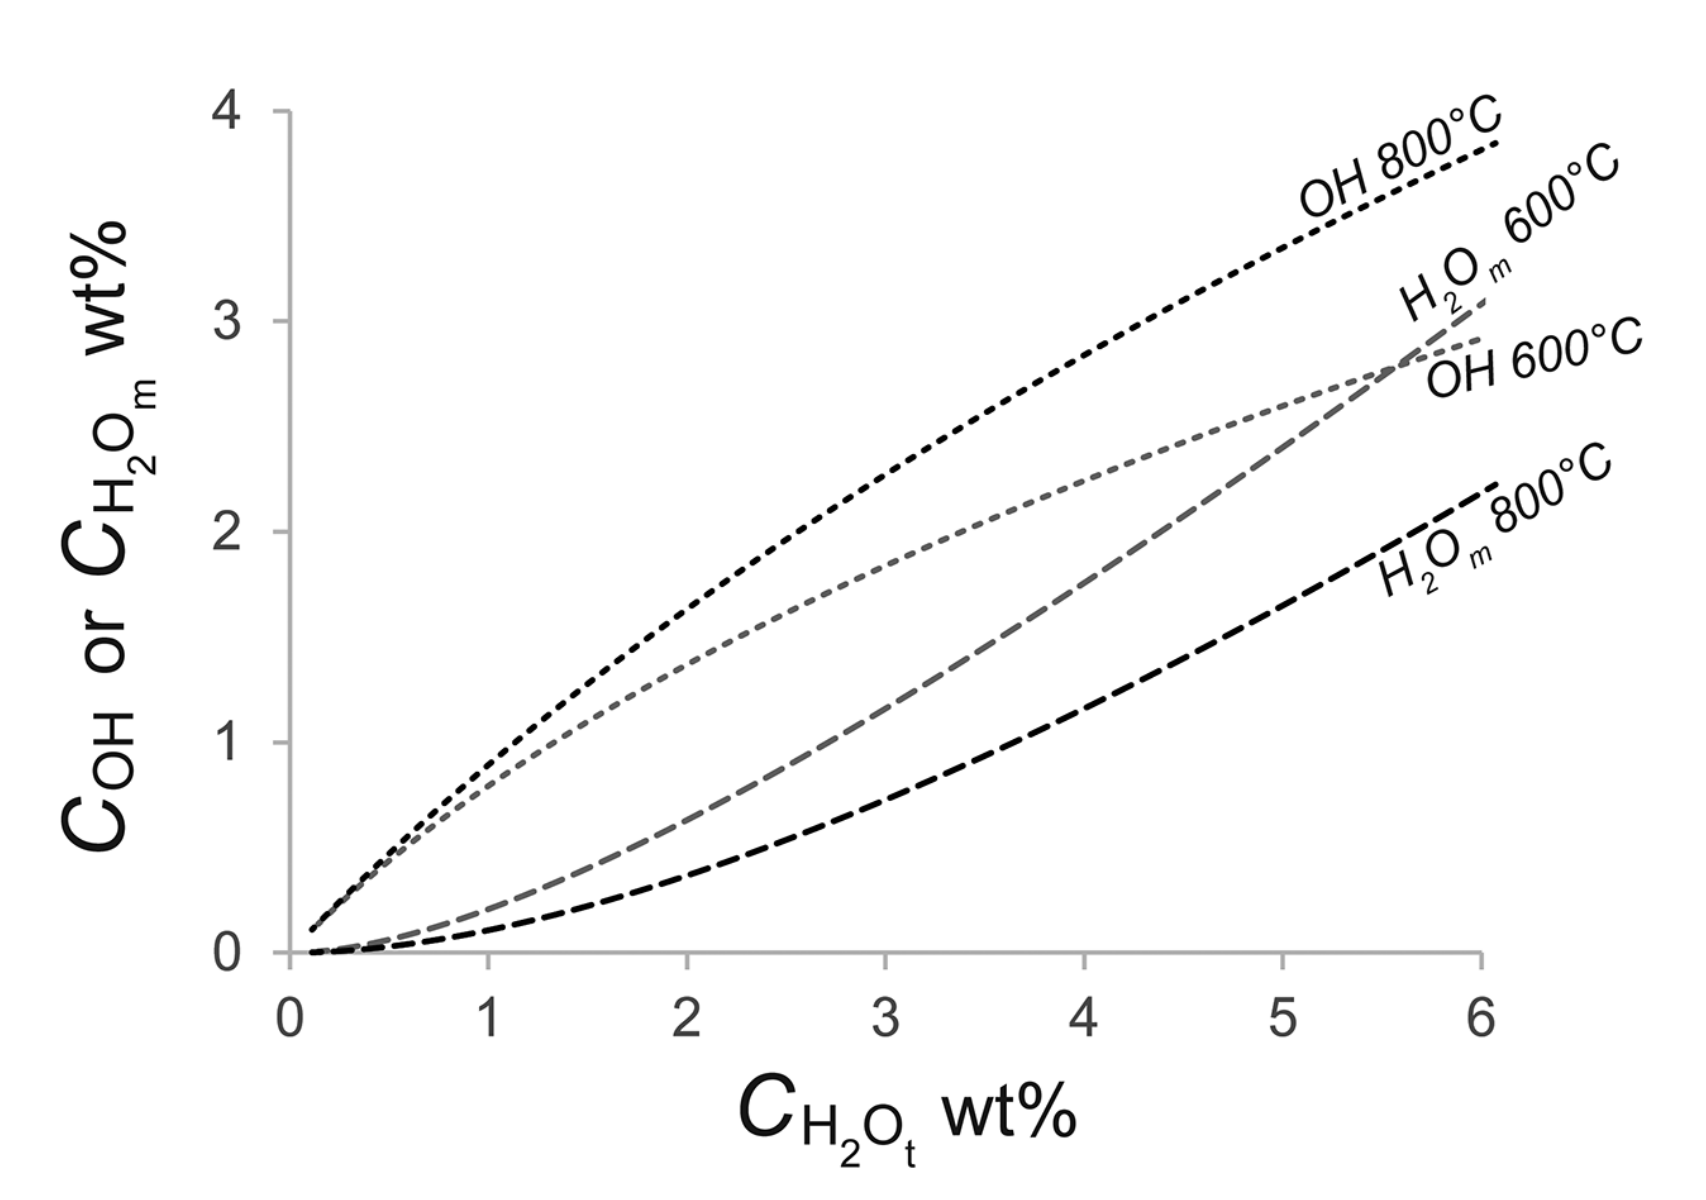 4
3
2
1
0
0 1 2 3 4 5 6
COH or CH2Om wt%
CH2Ot wt%
OH 800°C
H2Om 600°C
OH 600°C
H2Om 800°C